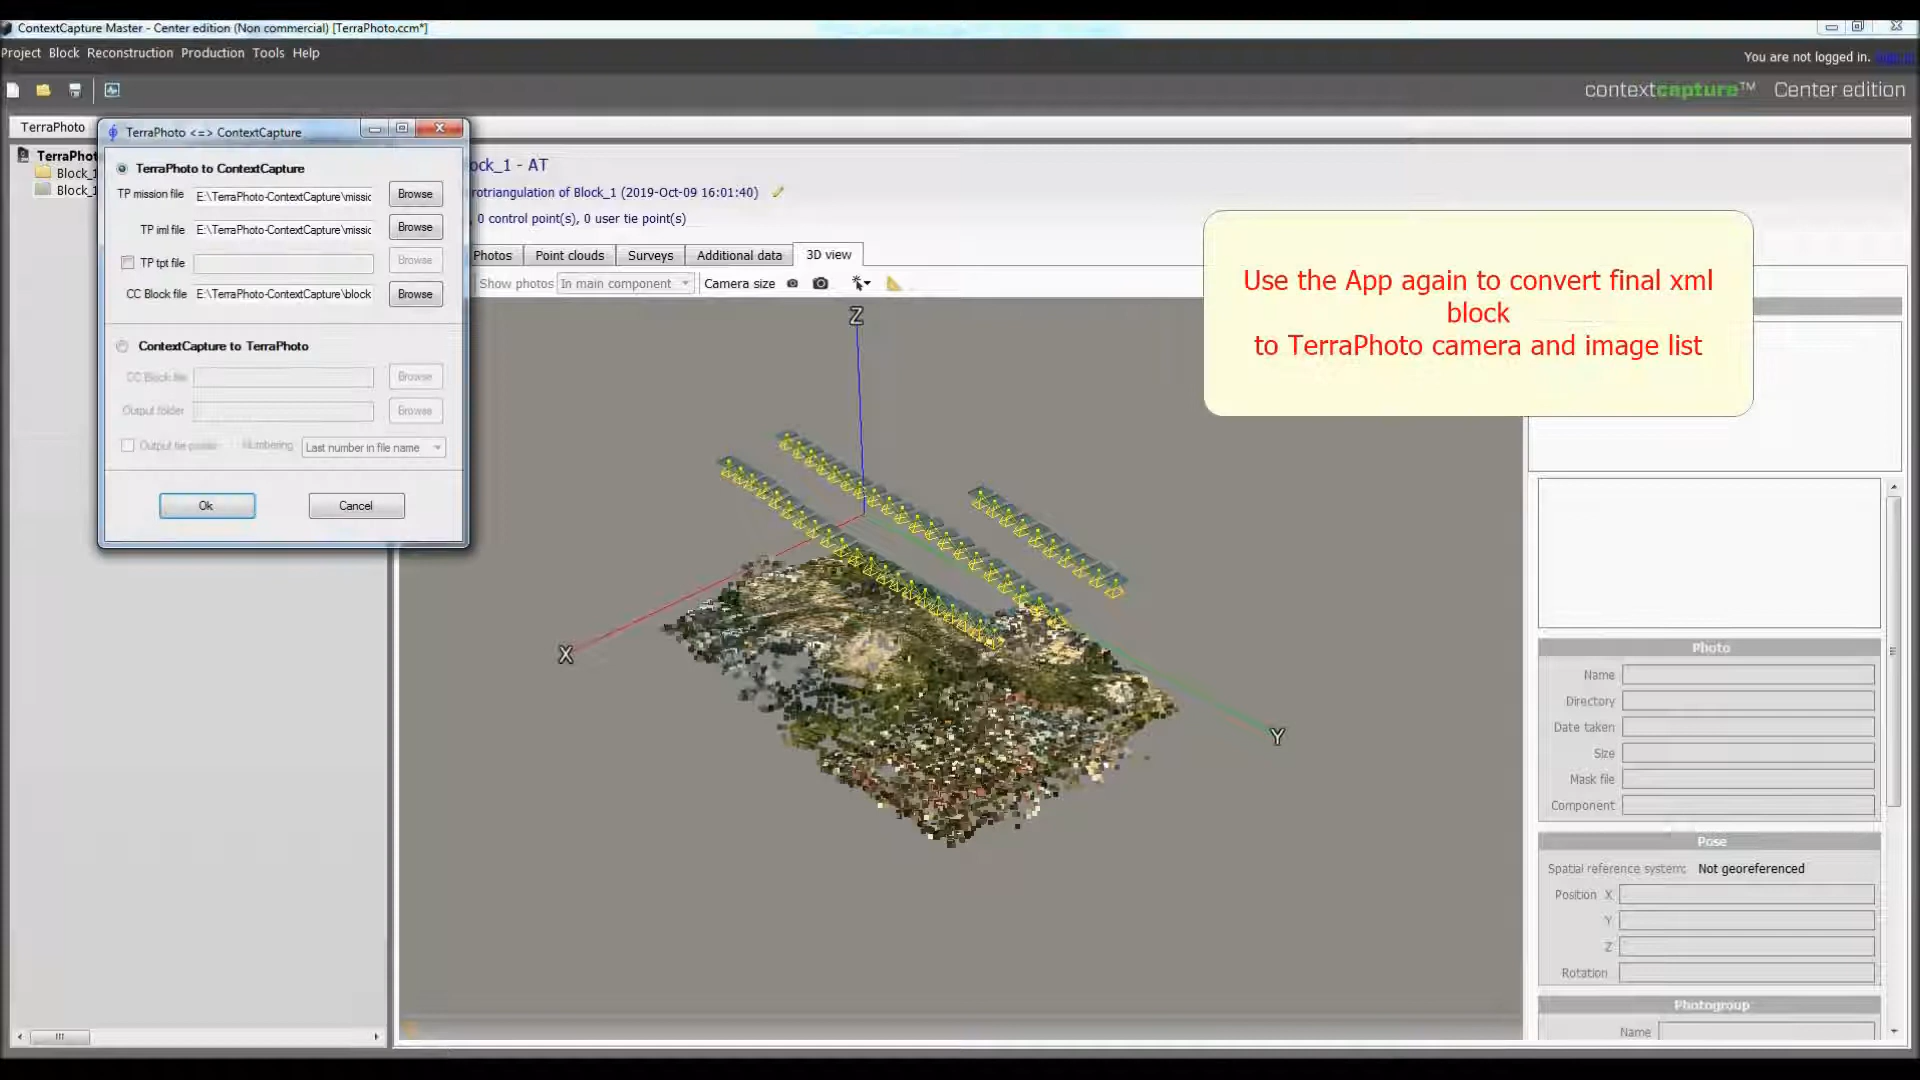 ContextCapture Master - Center edition (Non commercial) [TerraPhoto.ccm*]
Project Block Reconstruction Production Tools Help
You are not logged in.
contextcapture™ Center edition
TerraPhoto
TerraPhot
Block_1
Block_1
TerraPhoto <=> ContextCapture
TerraPhoto to ContextCapture
TP mission file E:\TerraPhoto-ContextCapture\missic Browse
TP iml file E:\TerraPhoto-ContextCapture\missic Browse
TP tpt file Browse
CC Block file E:\TerraPhoto-ContextCapture\block Browse
ContextCapture to TerraPhoto
CC Block file Browse
Output folder Browse
Output tie points Numbering Last number in file name
Ok Cancel
ock_1 - AT
rotriangulation of Block_1 (2019-Oct-09 16:01:40)
, 0 control point(s), 0 user tie point(s)
Photos Point clouds Surveys Additional data 3D view
Show photos In main component Camera size
Z
X
Y
Use the App again to convert final xml
block
to TerraPhoto camera and image list
Photo
Name
Directory
Date taken
Size
Mask file
Component
Pose
Spatial reference system: Not georeferenced
Position X
Y
Z
Rotation
Photogroup
Name